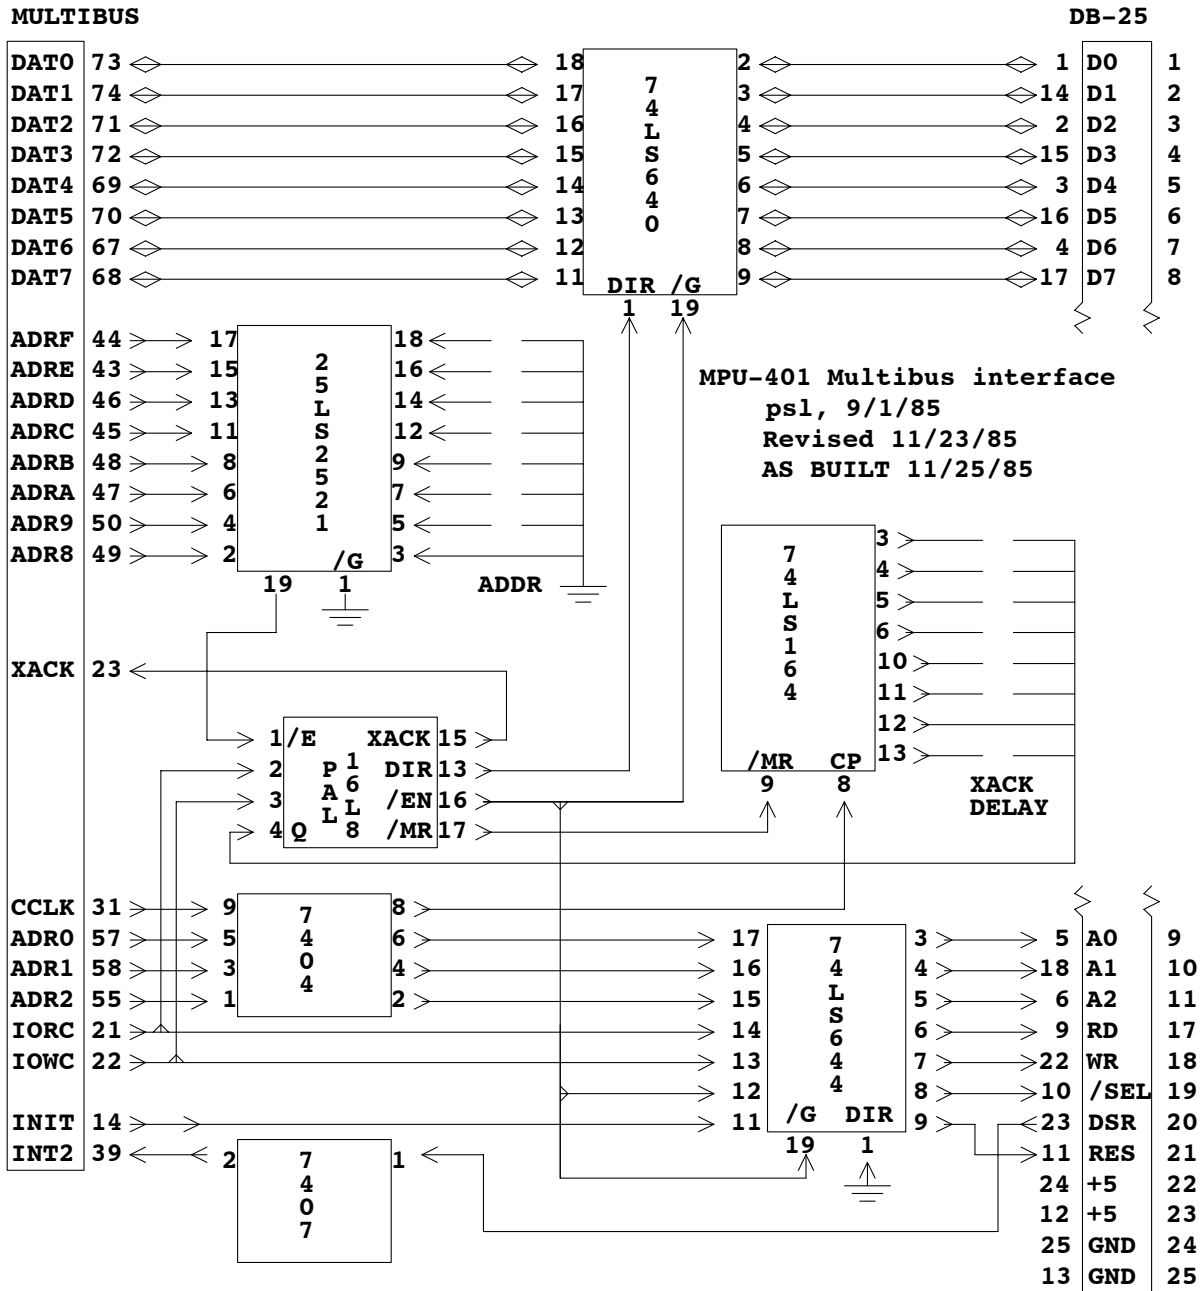 MULTIBUS DB-25
DAT0 73 18 2 1 D0 1
DAT1 74 17 3 14 D1 2
DAT2 71 16 4 2 D2 3
DAT3 72 15 5 15 D3 4
DAT4 69 14 6 3 D4 5
DAT5 70 13 7 16 D5 6
DAT6 67 12 8 4 D6 7
DAT7 68 11 9 17 D7 8
74LS640
DIR /G
1 19
ADRF 44 17 18
ADRE 43 15 16
ADRD 46 13 14
ADRC 45 11 12
ADRB 48 8 9
ADRA 47 6 7
ADR9 50 4 5
ADR8 49 2 3
25LS2521
/G
19 1 ADDR
MPU-401 Multibus interface
psl, 9/1/85
Revised 11/23/85
AS BUILT 11/25/85
74LS164
3
4
5
6
10
11
12
13
/MR CP
9 8
XACK
DELAY
XACK 23
1 /E XACK 15
2 DIR 13
3 /EN 16
4 Q /MR 17
PAL
16L8
CCLK 31 9 8
ADR0 57 5 6 17 3 5 A0 9
ADR1 58 3 4 16 4 18 A1 10
ADR2 55 1 2 15 5 6 A2 11
IORC 21 14 6 9 RD 17
IOWC 22 13 7 22 WR 18
12 8 10 /SEL 19
INIT 14 11 9 23 DSR 20
INT2 39 2 1 11 RES 21
7404
74LS644
/G DIR
19 1
7407
24 +5 22
12 +5 23
25 GND 24
13 GND 25